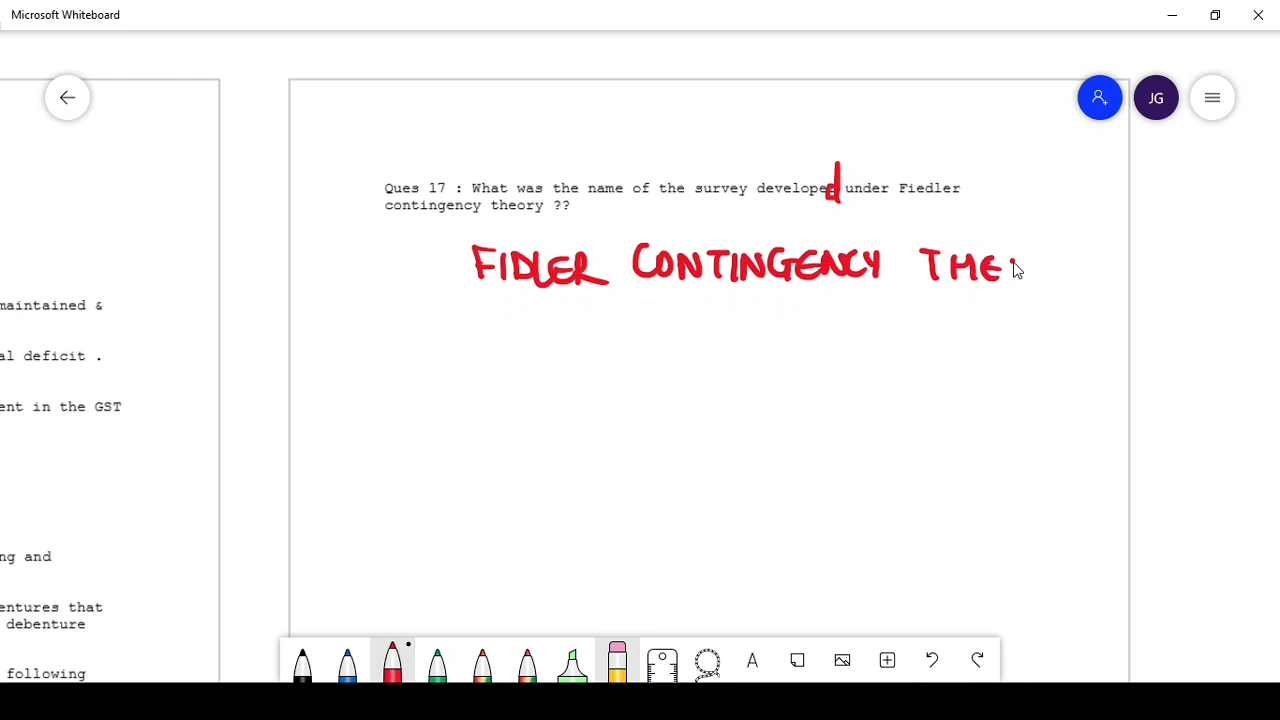 Microsoft Whiteboard
JG
Ques 17 : What was the name of the survey developed under Fiedler
contingency theory ??
FIDLER CONTINGENCY THE
maintained &
al deficit .
ent in the GST
ng and
entures that
debenture
following